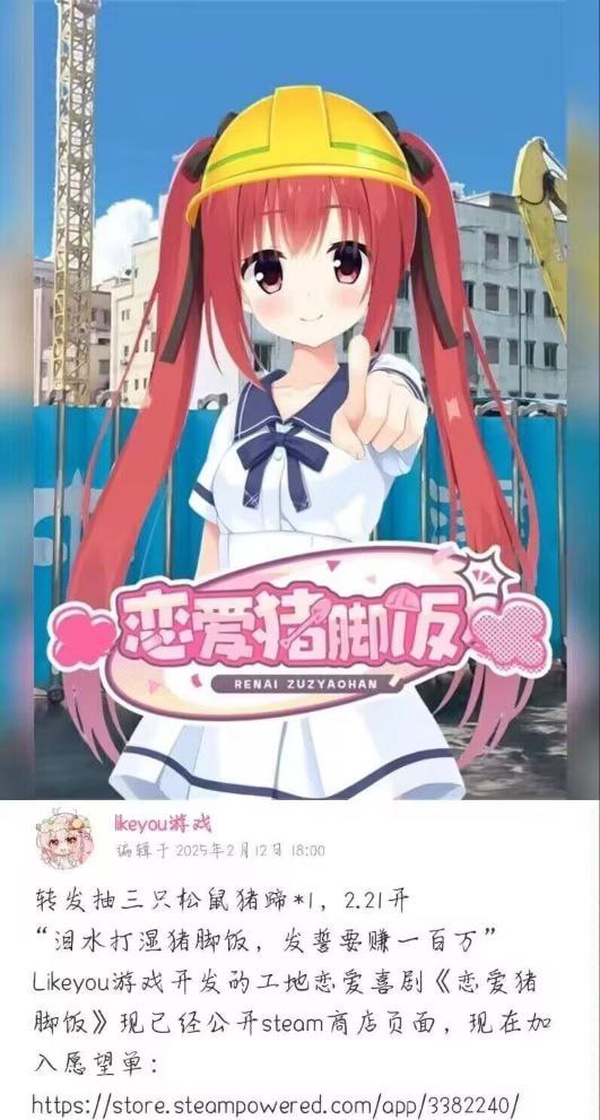 恋爱猪脚饭
RENAI ZUZYAOHAN
likeyou游戏
编辑于 2025年2月12日 18:00
转发抽三只松鼠猪蹄*1，2.21开
“泪水打湿猪脚饭，发誓要赚一百万”
Likeyou游戏开发的工地恋爱喜剧《恋爱猪
脚饭》现已经公开steam商店页面，现在加
入愿望单：
https://store.steampowered.com/app/3382240/